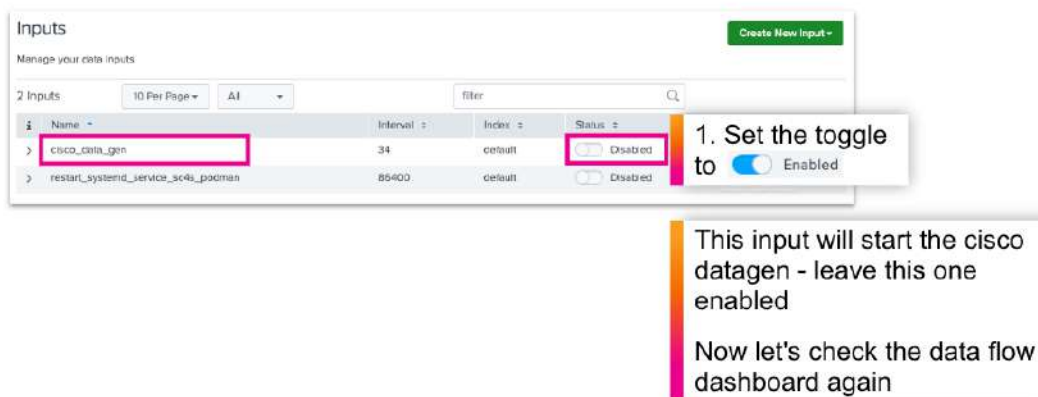 Inputs
Create New Input
Manage your data inputs
2 Inputs 10 Per Page All filter
i Name Interval Index Status
cisco_data_gen 34 default Disabled
restart_systemd_service_sc4s_podman 86400 default Disabled
1. Set the toggle
to Enabled
This input will start the cisco
datagen - leave this one
enabled
Now let's check the data flow
dashboard again